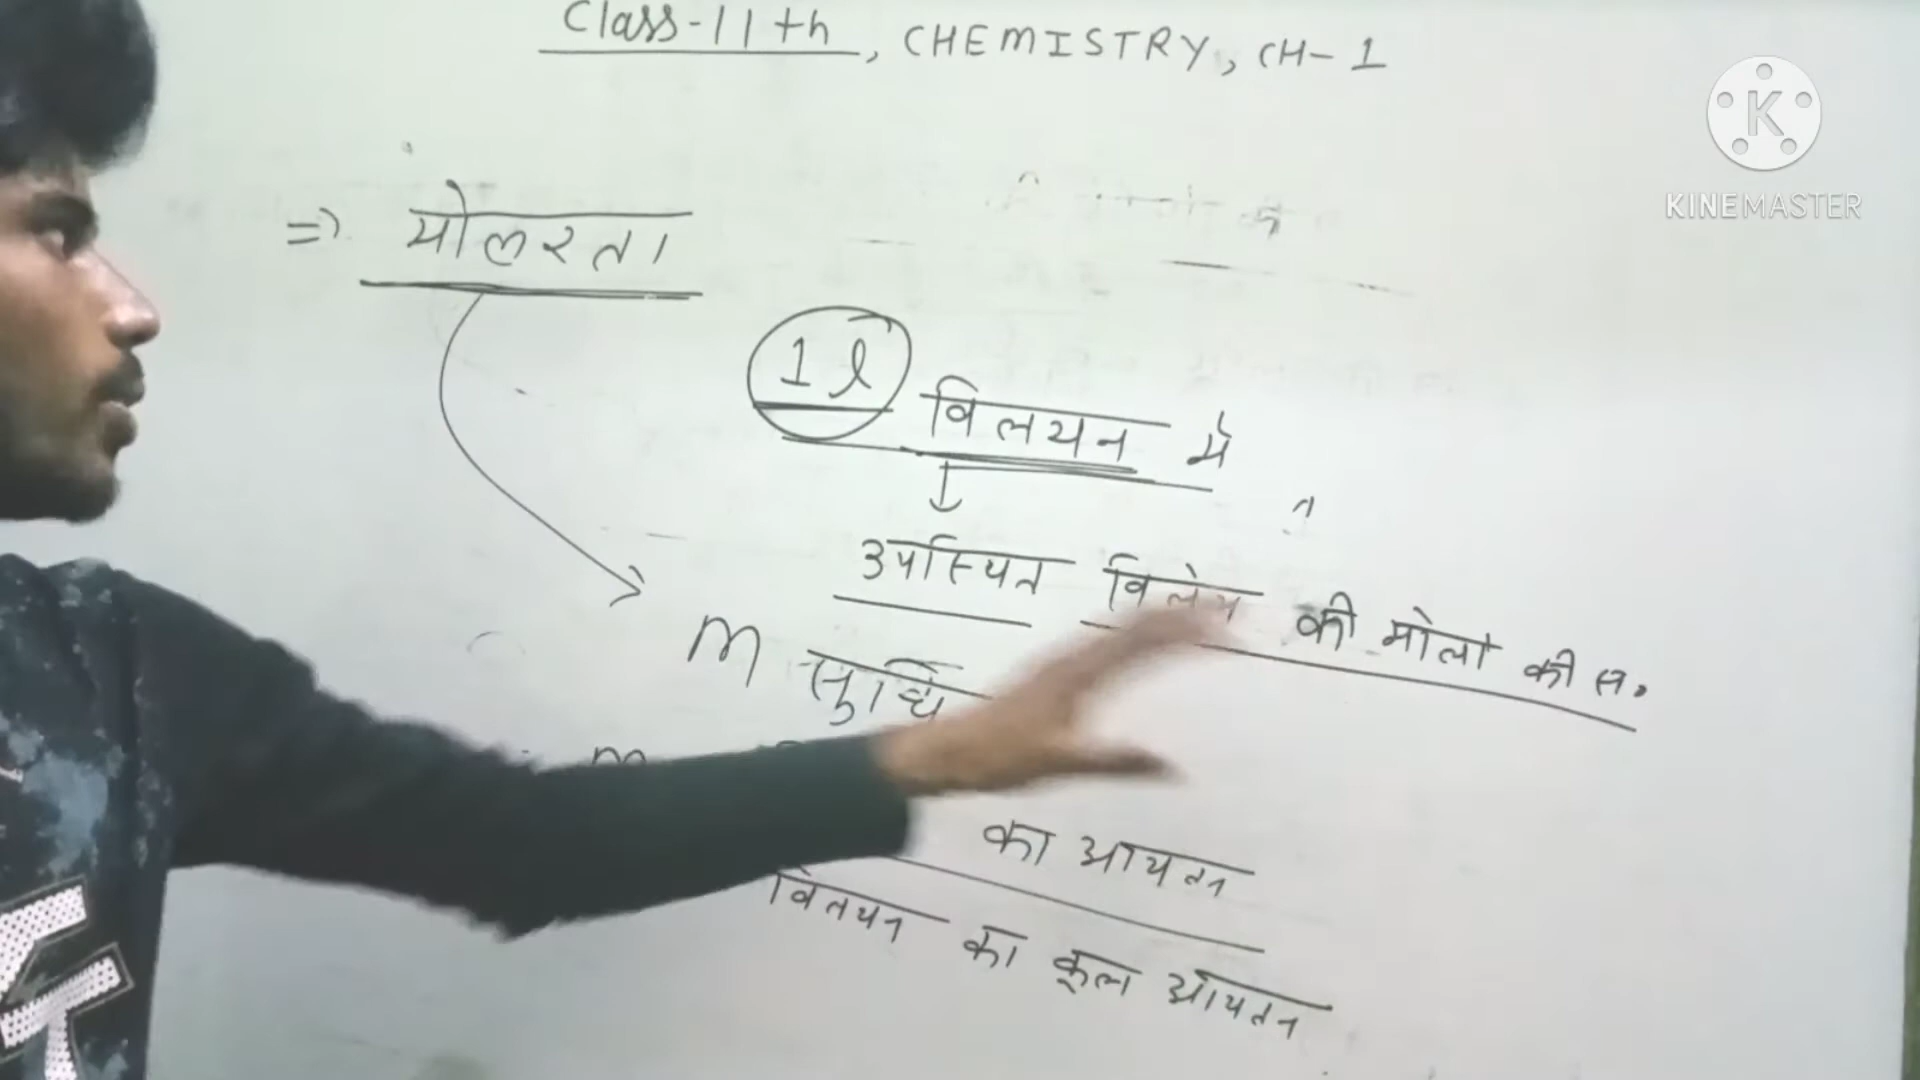 Class-11th, CHEMISTRY, CH-1
K
KINEMASTER
⇒ मोलरता
1 l विलयन में
उपस्थित विलेय की मोलो की सं.
M
का आयतन
विलयन का कुल आयतन